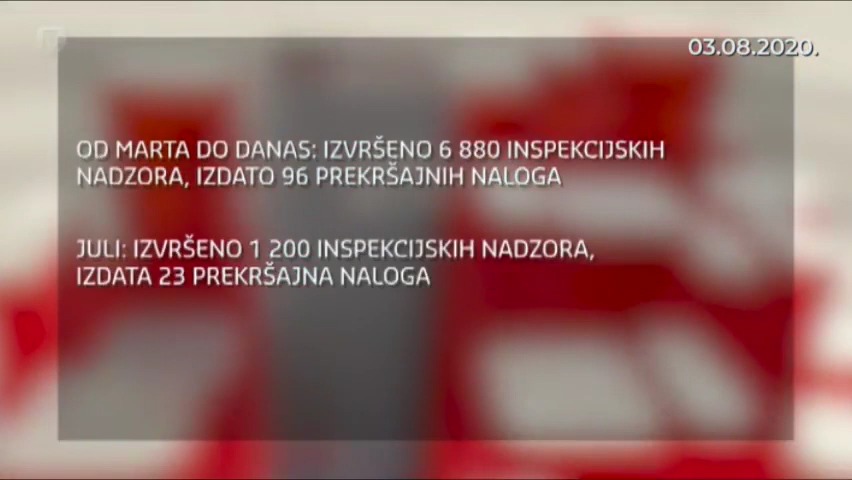 03.08.2020.
OD MARTA DO DANAS: IZVRŠENO 6 880 INSPEKCIJSKIH
NADZORA, IZDATO 96 PREKRŠAJNIH NALOGA
JULI: IZVRŠENO 1 200 INSPEKCIJSKIH NADZORA,
IZDATA 23 PREKRŠAJNA NALOGA